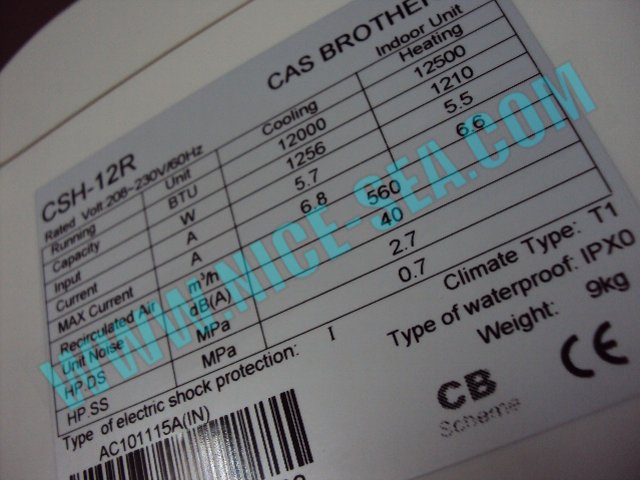 CAS BROTHER
CSH-12R Indoor Unit
Rated Volt 208~230V/60Hz
Running Unit Cooling Heating
Capacity BTU 12000 12500
Input W 1256 1210
Current A 5.7 5.5
MAX Current A 6.8 6.6
Recirculated Air m³/h 560
Unit Noise dB(A) 40
HP.DS MPa 2.7
HP.SS MPa 0.7
Type of electric shock protection: I Climate Type: T1
AC101115A(IN) Type of waterproof: IPX0
Weight: 9kg
CB
Scheme
CE
WWW.NICE-SEA.COM